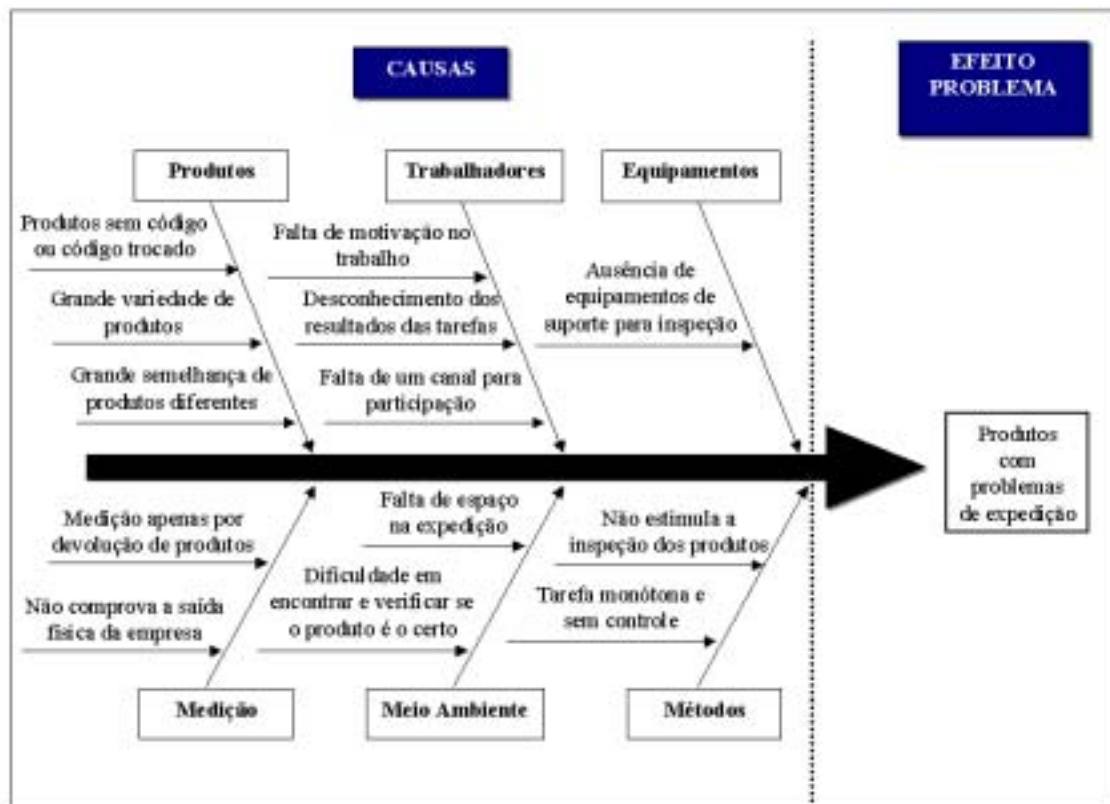 CAUSAS
EFEITO
PROBLEMA
Produtos
Trabalhadores
Equipamentos
Produtos sem código
ou código trocado
Grande variedade de
produtos
Grande semelhança de
produtos diferentes
Falta de motivação no
trabalho
Desconhecimento dos
resultados das tarefas
Falta de um canal para
participação
Ausência de
equipamentos de
suporte para inspeção
Produtos
com
problemas
de expedição
Medição apenas por
devolução de produtos
Não comprova a saída
física da empresa
Falta de espaço
na expedição
Dificuldade em
encontrar e verificar se
o produto é o certo
Não estimula a
inspeção dos produtos
Tarefa monótona e
sem controle
Medição
Meio Ambiente
Métodos